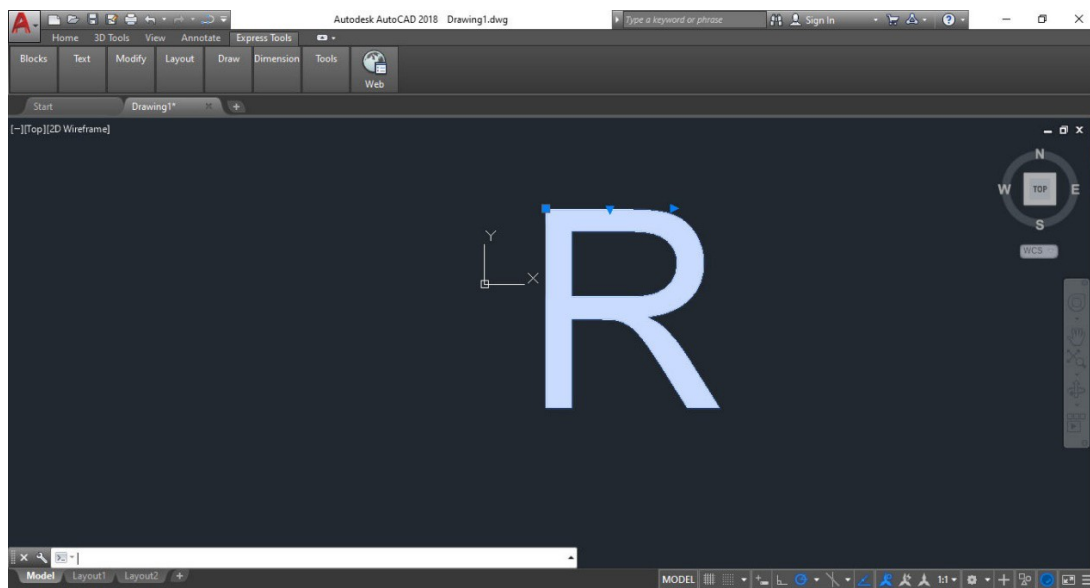 A Autodesk AutoCAD 2018 Drawing1.dwg Type a keyword or phrase Sign In
Home 3D Tools View Annotate Express Tools
Blocks Text Modify Layout Draw Dimension Tools Web
Start Drawing1*
[−][Top][2D Wireframe]
N
W TOP E
S
WCS
Y
X
R
Model Layout1 Layout2 MODEL 1:1